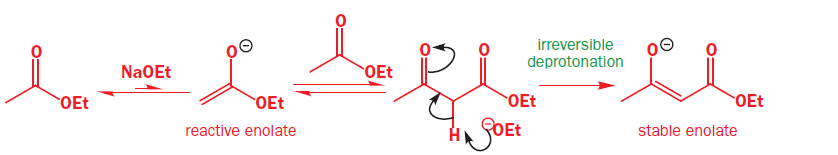 O
OEt
NaOEt
O⊖
OEt
reactive enolate
O
OEt
O
O
OEt
H
⊖OEt
irreversible
deprotonation
O⊖
O
OEt
stable enolate